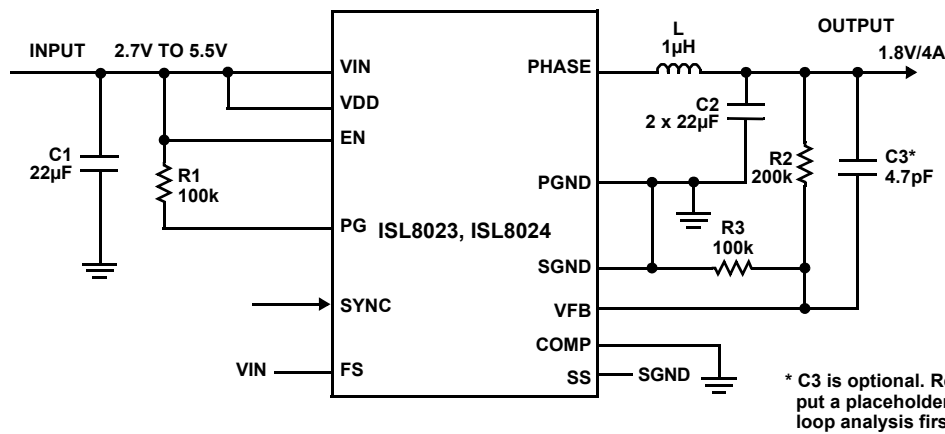 INPUT
2.7V TO 5.5V
C1
22µF
R1
100k
VIN
VDD
EN
PG
ISL8023, ISL8024
SYNC
VIN
FS
PHASE
PGND
SGND
VFB
COMP
SS
SGND
L
1µH
OUTPUT
1.8V/4A
C2
2 x 22µF
R2
200k
C3*
4.7pF
R3
100k
* C3 is optional.
put a placeholder
loop analysis